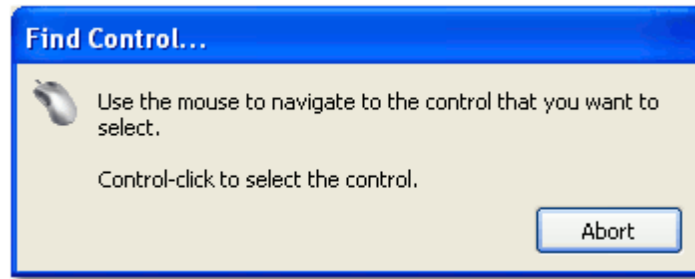 Find Control...
Use the mouse to navigate to the control that you want to
select.
Control-click to select the control.
Abort